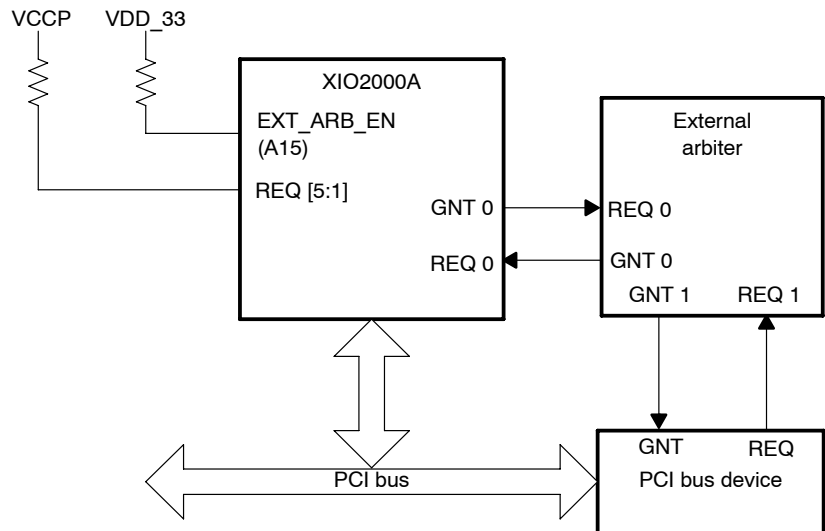 VCCP
VDD_33
XIO2000A
EXT_ARB_EN
(A15)
REQ [5:1]
GNT 0
REQ 0
External
arbiter
REQ 0
GNT 0
GNT 1
REQ 1
GNT
REQ
PCI bus device
PCI bus